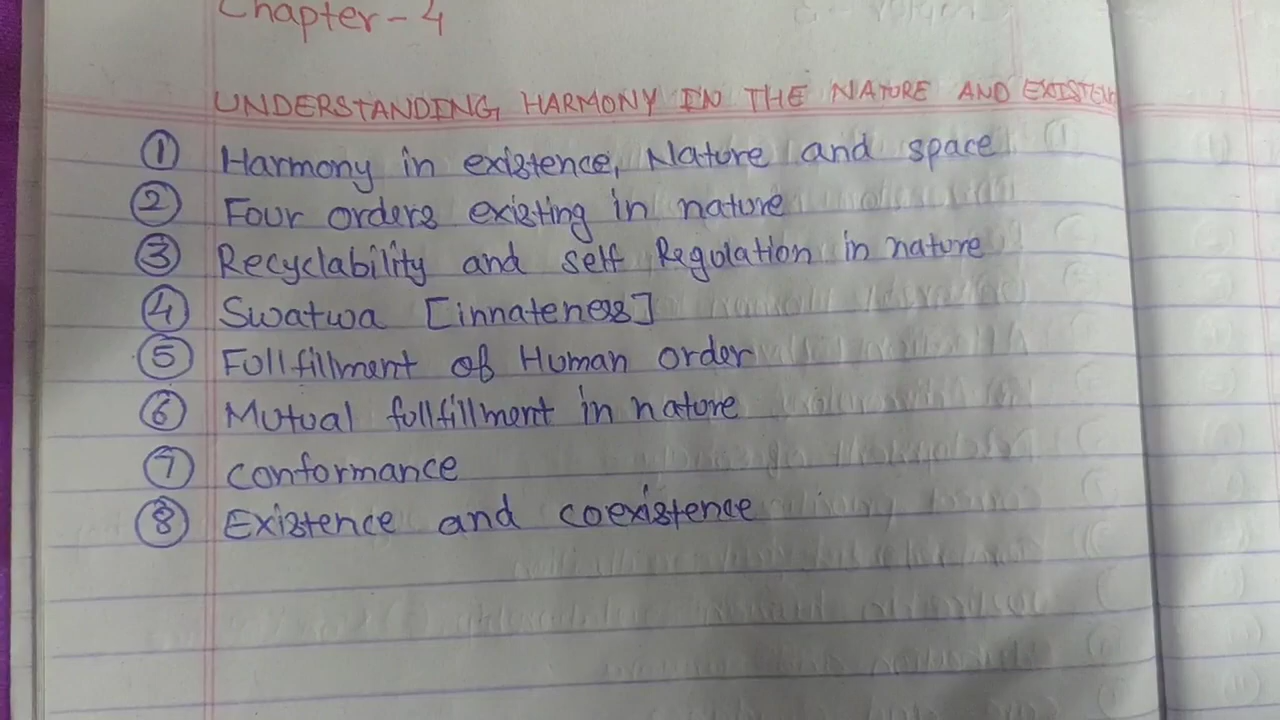 Chapter - 4
UNDERSTANDING HARMONY IN THE NATURE AND
① Harmony in existence, Nature and space
② Four orders existing in nature
③ Recyclability and self Regulation in nature
④ Swatwa [innateness]
⑤ Fullfillment of Human order
⑥ Mutual fullfillment in nature
⑦ conformance
⑧ Existence and coexistence